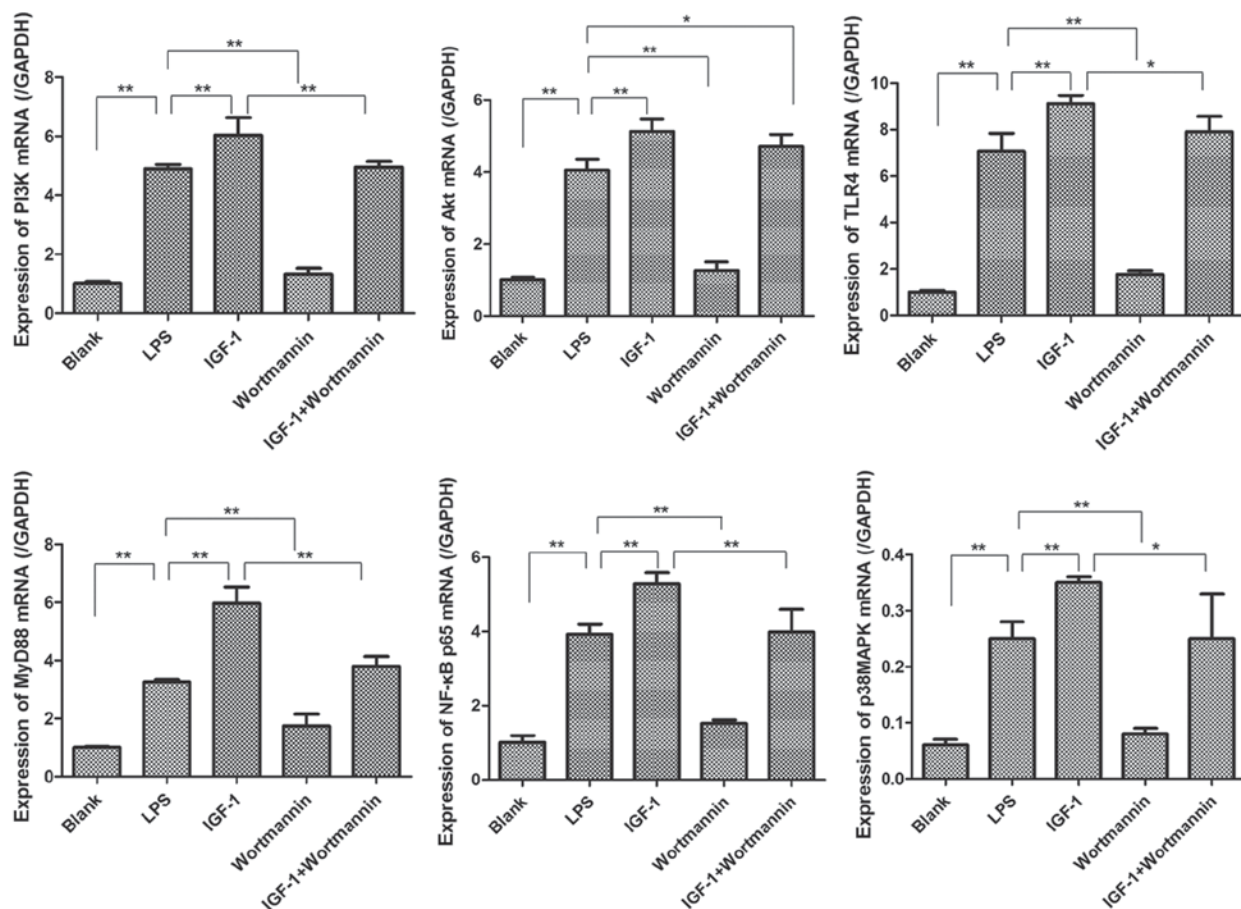 Expression of PI3K mRNA (/GAPDH)
8
6
4
2
0
**
** ** **
Blank
LPS
IGF-1
Wortmannin
IGF-1+Wortmannin
Expression of Akt mRNA (/GAPDH)
6
4
2
0
*
**
** **
Blank
LPS
IGF-1
Wortmannin
IGF-1+Wortmannin
Expression of TLR4 mRNA (/GAPDH)
10
8
6
4
2
0
**
** ** *
Blank
LPS
IGF-1
Wortmannin
IGF-1+Wortmannin
Expression of MyD88 mRNA (/GAPDH)
8
6
4
2
0
**
** ** **
Blank
LPS
IGF-1
Wortmannin
IGF-1+Wortmannin
Expression of NF-κB p65 mRNA (/GAPDH)
6
4
2
0
**
** ** **
Blank
LPS
IGF-1
Wortmannin
IGF-1+Wortmannin
Expression of p38MAPK mRNA (/GAPDH)
0.4
0.3
0.2
0.1
0.0
**
** ** *
Blank
LPS
IGF-1
Wortmannin
IGF-1+Wortmannin